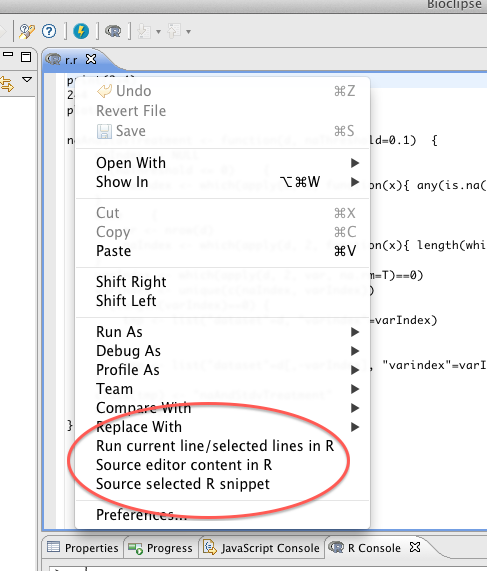 Bioclipse
r.r
Undo ⌘Z
Revert File
Save ⌘S
ld=0.1) {
Open With
Show In ⌥⌘W
on(x){ any(is.na(
Cut ⌘X
Copy ⌘C
Paste ⌘V
on(x){ length(whi
Shift Right
m=T)==0)
Shift Left
=varIndex)
Run As
Debug As
Profile As
, "varindex"=varI
Team
Compare With
Replace With
}
Run current line/selected lines in R
Source editor content in R
Source selected R snippet
Preferences...
Properties Progress JavaScript Console R Console